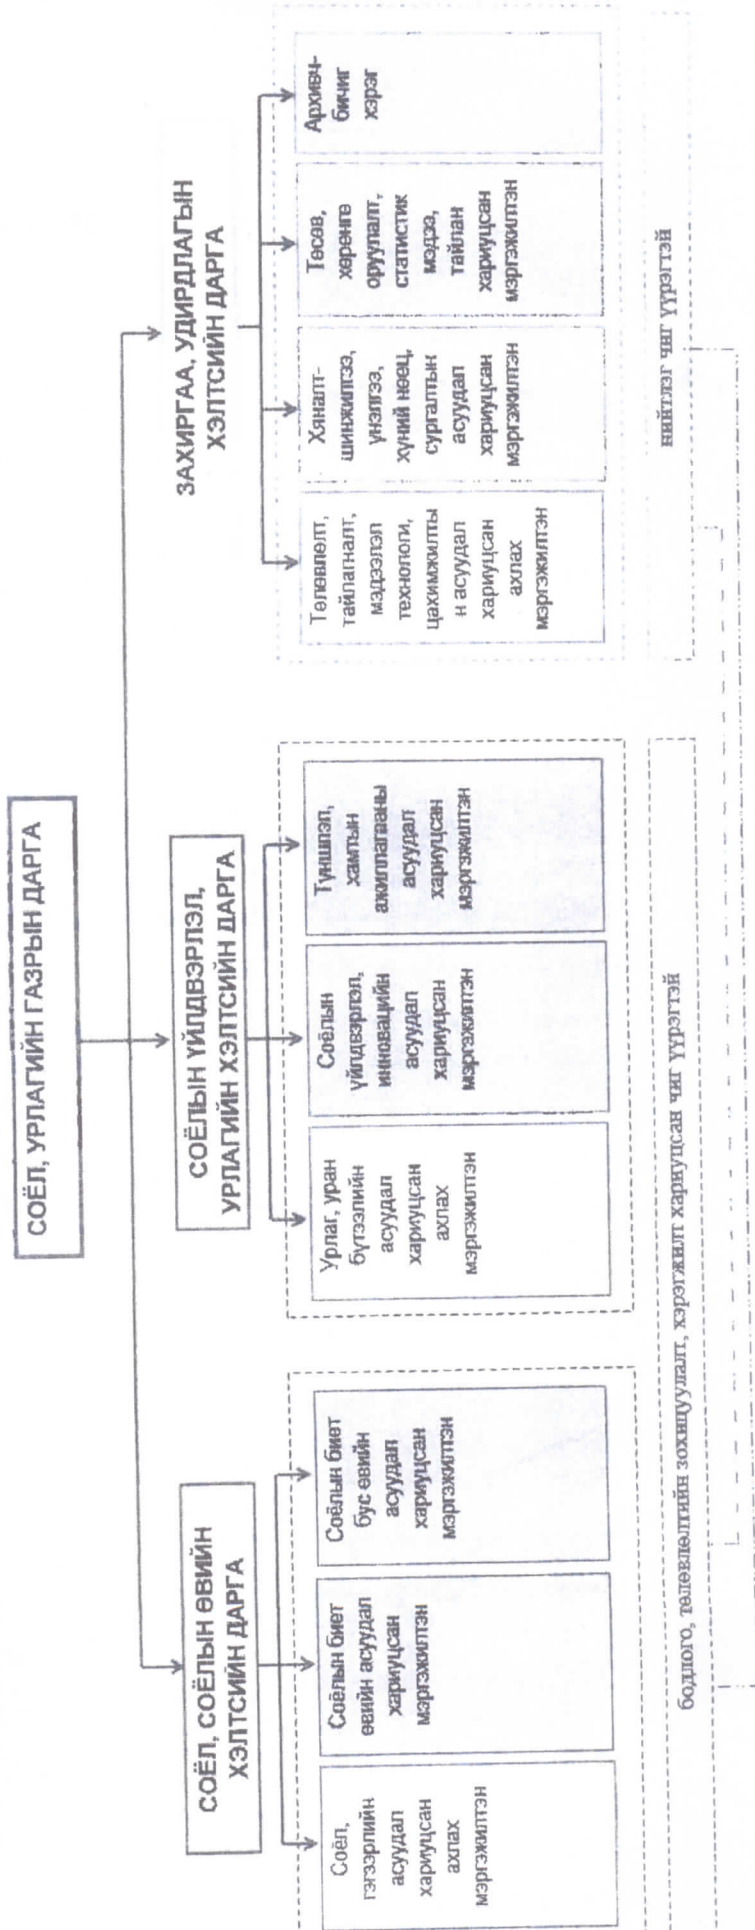 СОЁЛ, УРЛАГИЙН ГАЗРЫН ДАРГА
СОЁЛ, СОЁЛЫН ӨВИЙН
ХЭЛТСИЙН ДАРГА
Соёл,
гэгээрлийн
асуудал
хариуцсан
ахлах
мэргэжилтэн
Соёлын биет
өвийн асуудал
хариуцсан
мэргэжилтэн
Соёлын биет
бус өвийн
асуудал
хариуцсан
мэргэжилтэн
СОЁЛЫН ҮЙЛДВЭРЛЭЛ,
УРЛАГИЙН ХЭЛТСИЙН ДАРГА
Урлаг, уран
бүтээлийн
асуудал
хариуцсан
ахлах
мэргэжилтэн
Соёлын
үйлдвэрлэл,
инновацийн
асуудал
хариуцсан
мэргэжилтэн
Түншлэл,
хамтын
ажиллагааны
асуудал
хариуцсан
мэргэжилтэн
ЗАХИРГАА, УДИРДЛАГЫН
ХЭЛТСИЙН ДАРГА
Төлөвлөлт,
тайлагналт,
мэдээлэл
технологи,
цахимжилты
н асуудал
хариуцсан
ахлах
мэргэжилтэн
Хяналт-
шинжилгээ,
үнэлгээ,
хүний нөөц,
сургалтын
асуудал
хариуцсан
мэргэжилтэн
Төсөв,
хөрөнгө
оруулалт,
статистик
мэдээ,
тайлан
хариуцсан
мэргэжилтэн
Архивч-
бичиг
хэрэг
бодлого, төлөвлөлтийн зохицуулалт, хэрэгжилт хариуцсан чиг үүрэгтэй
нийтлэг чиг үүрэгтэй